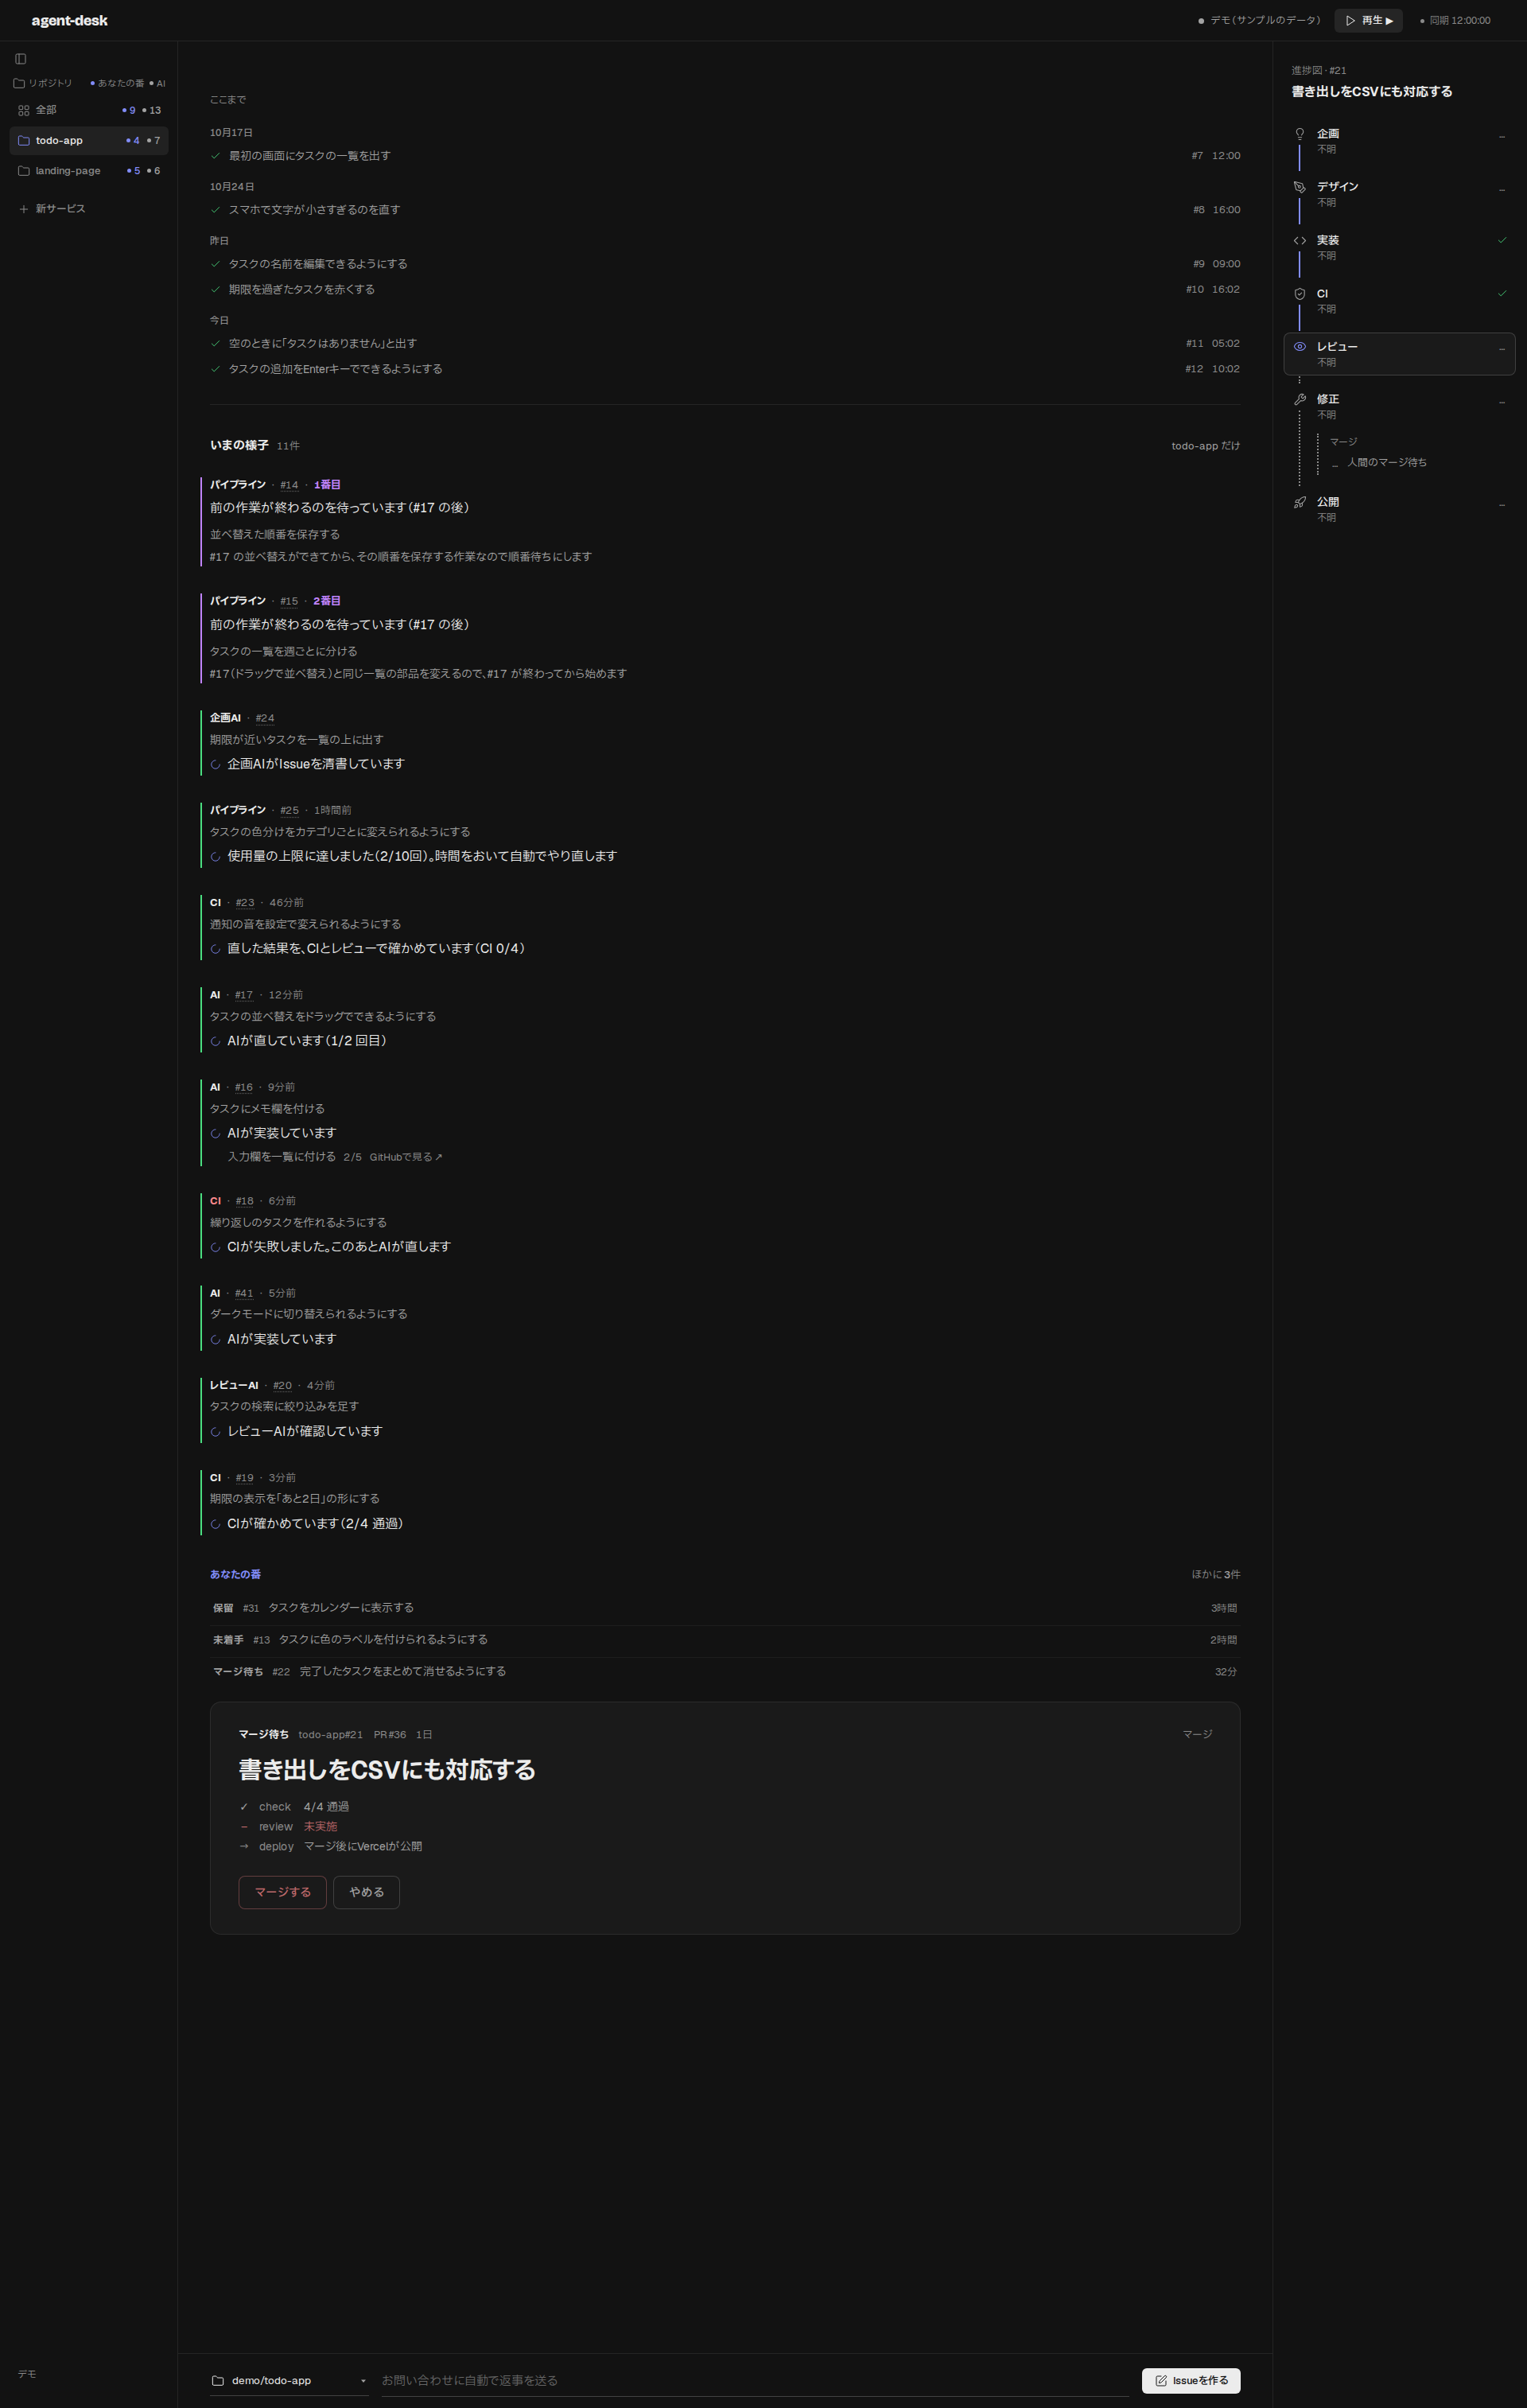 agent-desk
デモ(サンプルのデータ)
再生 ▶
同期 12:00:00
リポジトリ
あなたの番
AI
全部 9 13
todo-app 4 7
landing-page 5 6
新サービス
デモ
ここまで
10月17日
最初の画面にタスクの一覧を出す #7 12:00
10月24日
スマホで文字が小さすぎるのを直す #8 16:00
昨日
タスクの名前を編集できるようにする #9 09:00
期限を過ぎたタスクを赤くする #10 16:02
今日
空のときに「タスクはありません」と出す #11 05:02
タスクの追加をEnterキーでできるようにする #12 10:02
いまの様子 11件 todo-app だけ
パイプライン · #14 · 1番目
前の作業が終わるのを待っています(#17 の後)
並べ替えた順番を保存する
#17 の並べ替えができてから、その順番を保存する作業なので順番待ちにします
パイプライン · #15 · 2番目
前の作業が終わるのを待っています(#17 の後)
タスクの一覧を週ごとに分ける
#17(ドラッグで並べ替え)と同じ一覧の部品を変えるので、#17 が終わってから始めます
企画AI · #24
期限が近いタスクを一覧の上に出す
企画AIがIssueを清書しています
パイプライン · #25 · 1時間前
タスクの色分けをカテゴリごとに変えられるようにする
使用量の上限に達しました(2/10回)。時間をおいて自動でやり直します
CI · #23 · 46分前
通知の音を設定で変えられるようにする
直した結果を、CIとレビューで確かめています(CI 0/4)
AI · #17 · 12分前
タスクの並べ替えをドラッグでできるようにする
AIが直しています(1/2 回目)
AI · #16 · 9分前
タスクにメモ欄を付ける
AIが実装しています
入力欄を一覧に付ける 2/5 GitHubで見る ↗
CI · #18 · 6分前
繰り返しのタスクを作れるようにする
CIが失敗しました。このあとAIが直します
AI · #41 · 5分前
ダークモードに切り替えられるようにする
AIが実装しています
レビューAI · #20 · 4分前
タスクの検索に絞り込みを足す
レビューAIが確認しています
CI · #19 · 3分前
期限の表示を「あと2日」の形にする
CIが確かめています(2/4 通過)
あなたの番 ほかに 3件
保留 #31 タスクをカレンダーに表示する 3時間
未着手 #13 タスクに色のラベルを付けられるようにする 2時間
マージ待ち #22 完了したタスクをまとめて消せるようにする 32分
マージ待ち todo-app#21 PR#36 1日 マージ
書き出しをCSVにも対応する
✓ check 4/4 通過
– review 未実施
→ deploy マージ後にVercelが公開
マージする
やめる
demo/todo-app
お問い合わせに自動で返事を送る
Issueを作る
進捗図 · #21
書き出しをCSVにも対応する
企画 –
不明
デザイン –
不明
実装 ✓
不明
CI ✓
不明
レビュー –
不明
修正 –
不明
マージ
– 人間のマージ待ち
公開 –
不明